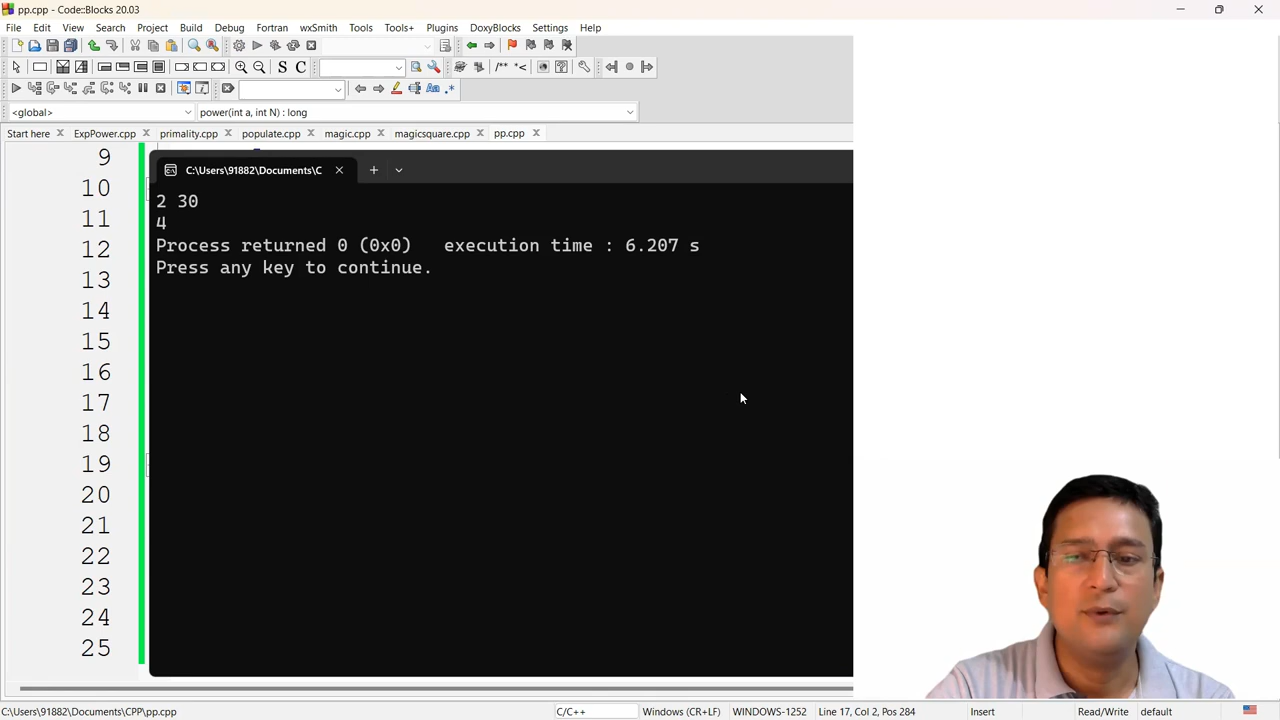 pp.cpp - Code::Blocks 20.03
File Edit View Search Project Build Debug Fortran wxSmith Tools Tools+ Plugins DoxyBlocks Settings Help
S C /** *<
Aa .*
<global> power(int a, int N) : long
Start here ExpPower.cpp primality.cpp populate.cpp magic.cpp magicsquare.cpp pp.cpp
9
C:\Users\91882\Documents\C
10
2 30
11
4
12
Process returned 0 (0x0) execution time : 6.207 s
Press any key to continue.
13
14
15
16
17
18
19
20
21
22
23
24
25
C:\Users\91882\Documents\CPP\pp.cpp C/C++ Windows (CR+LF) WINDOWS-1252 Line 17, Col 2, Pos 284 Insert Read/Write default